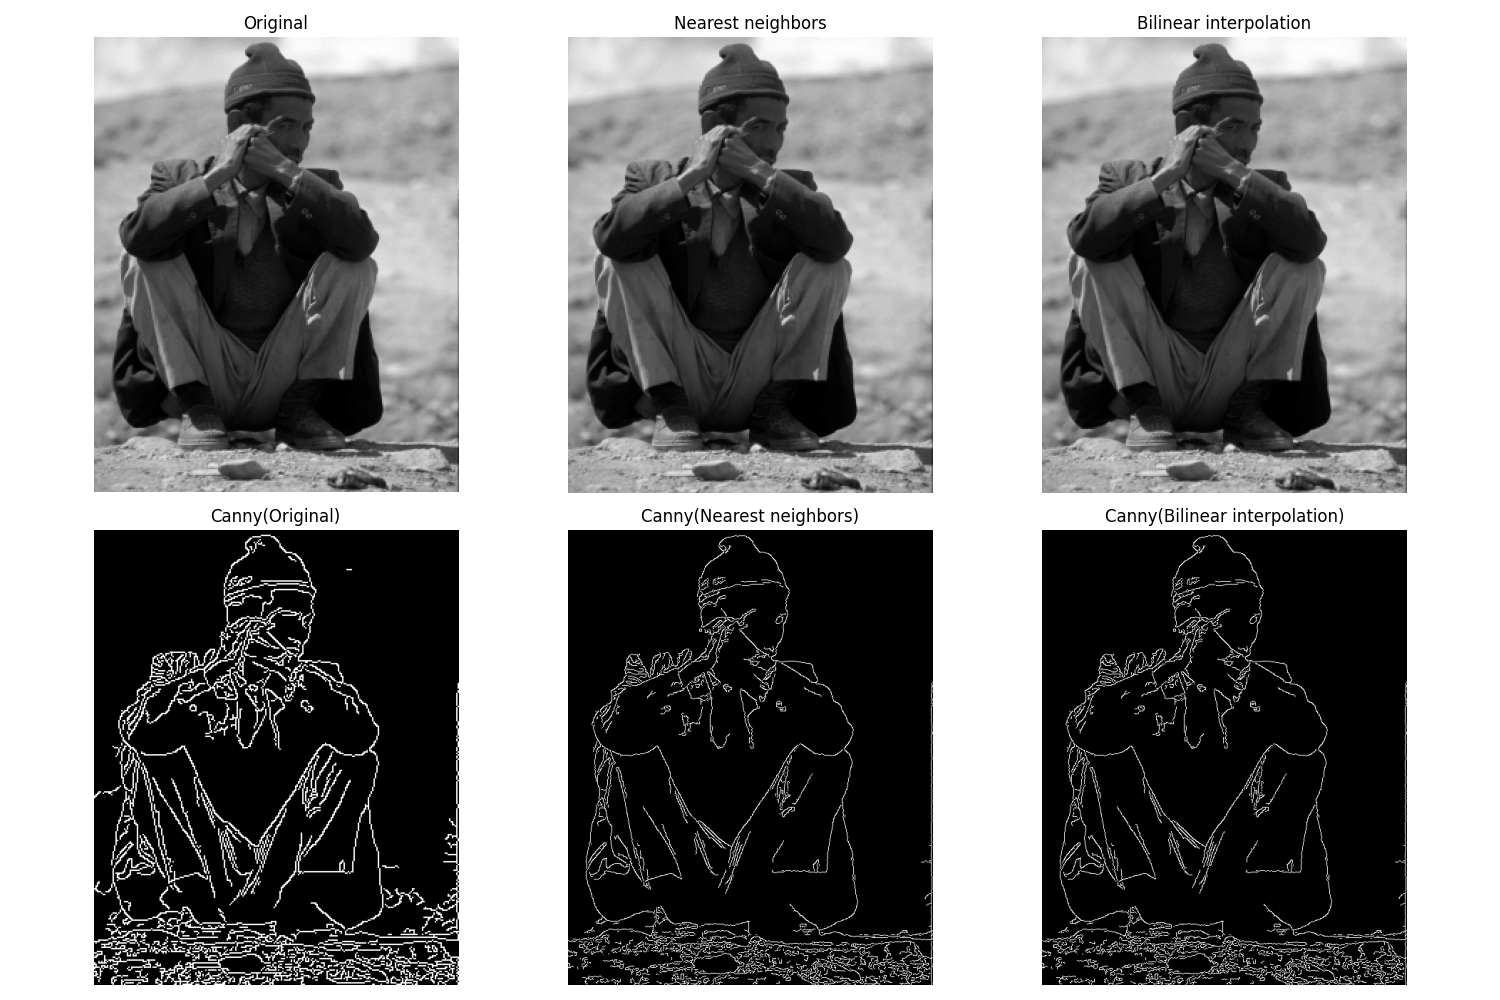 Original
Nearest neighbors
Bilinear interpolation
Canny(Original)
Canny(Nearest neighbors)
Canny(Bilinear interpolation)